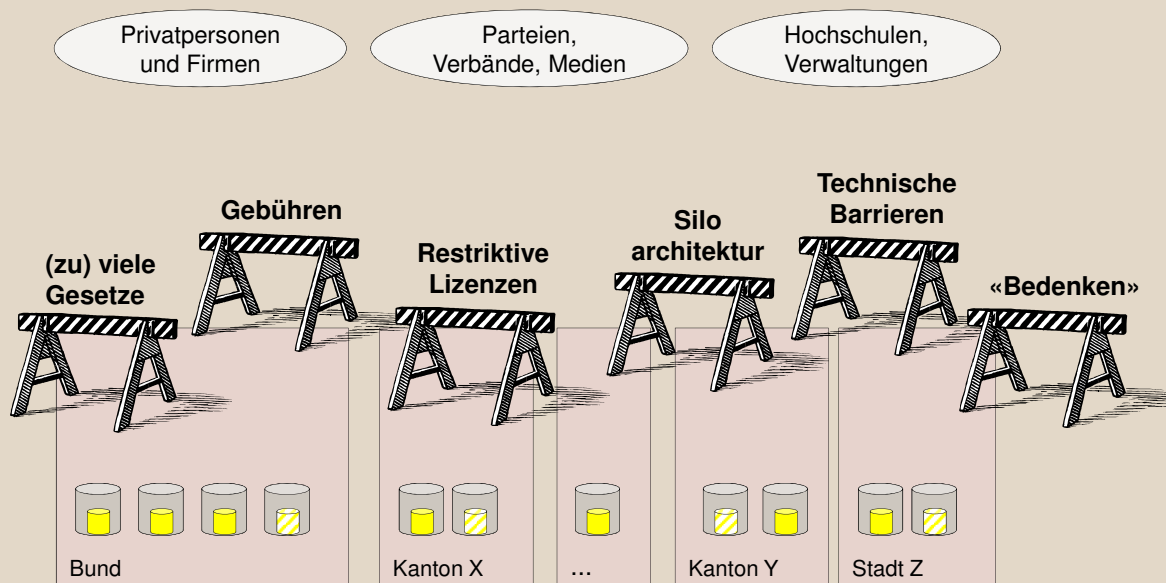 Privatpersonen
und Firmen
Parteien,
Verbände, Medien
Hochschulen,
Verwaltungen
(zu) viele
Gesetze
Gebühren
Restriktive
Lizenzen
Silo
architektur
Technische
Barrieren
«Bedenken»
Bund
Kanton X
...
Kanton Y
Stadt Z